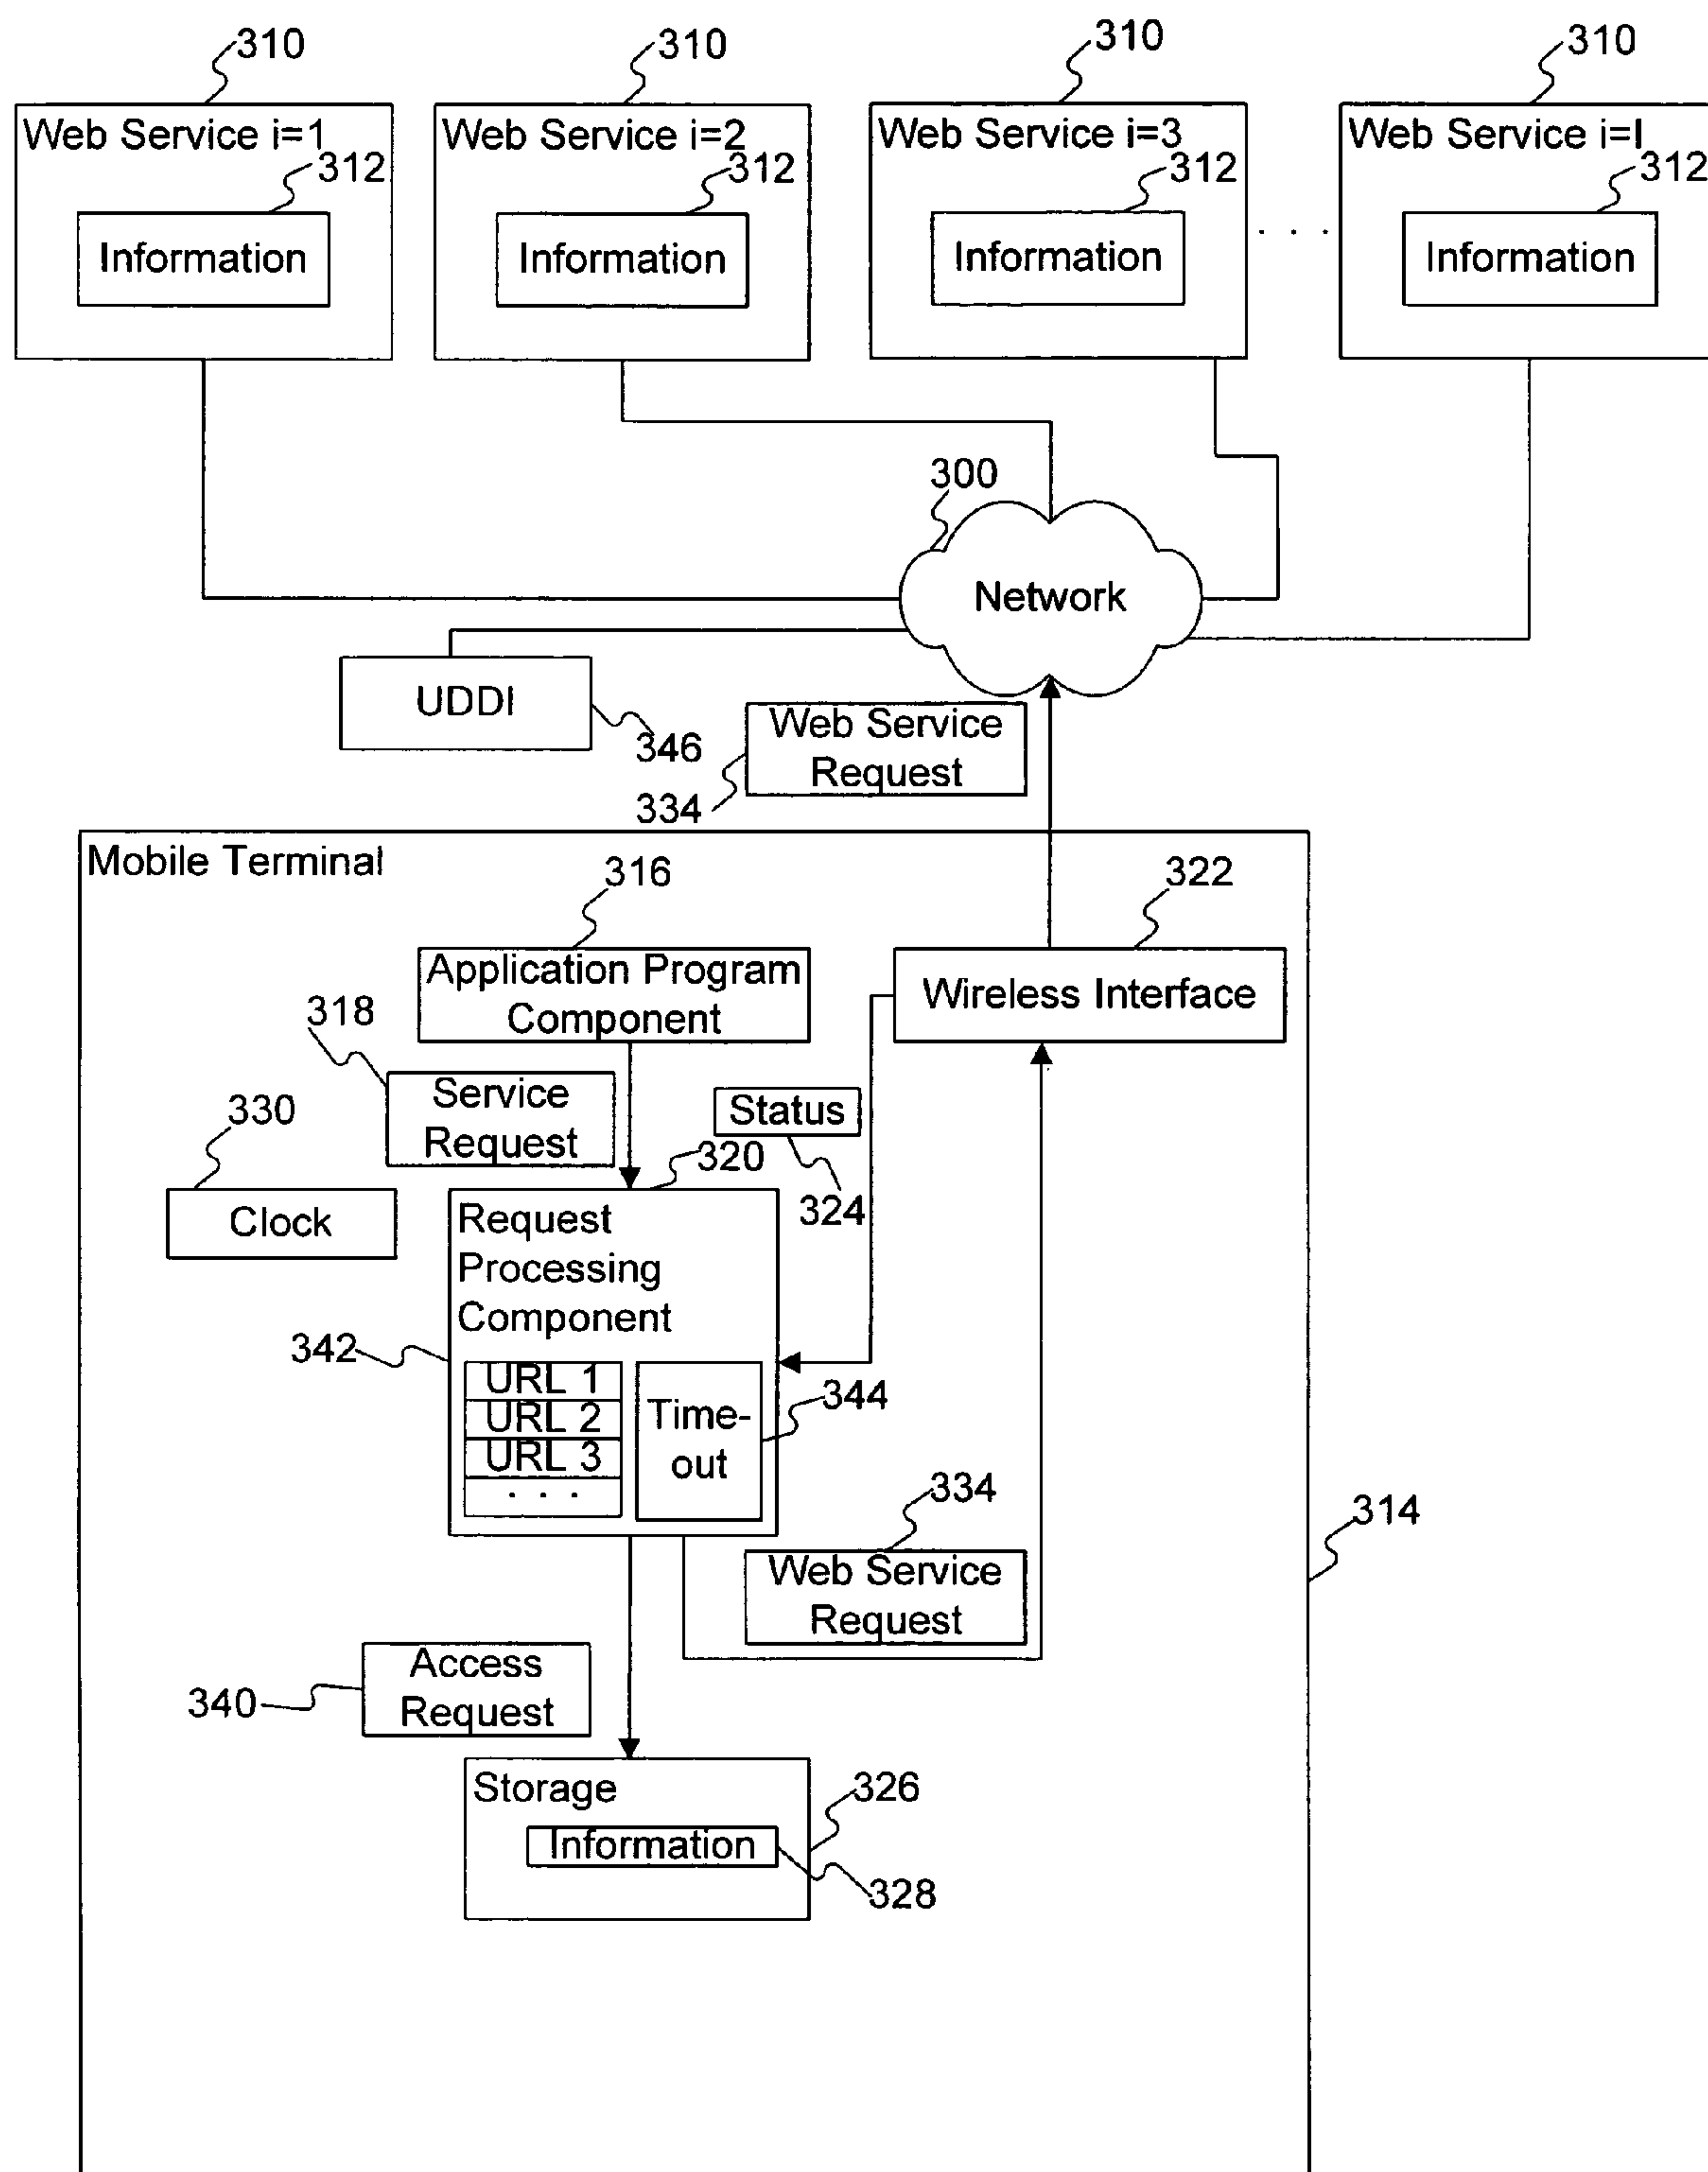 310
310
310
310
Web Service i=1
Web Service i=2
Web Service i=3
Web Service i=I
312
312
312
312
Information
Information
Information
. . .
Information
300
Network
UDDI
346
Web Service
Request
334
Mobile Terminal
316
322
Application Program
Component
Wireless Interface
318
Service
Request
Status
330
320
324
Clock
Request
Processing
Component
342
URL 1
URL 2
URL 3
. . .
Time-
out
344
334
314
Web Service
Request
Access
Request
340
Storage
326
Information
328